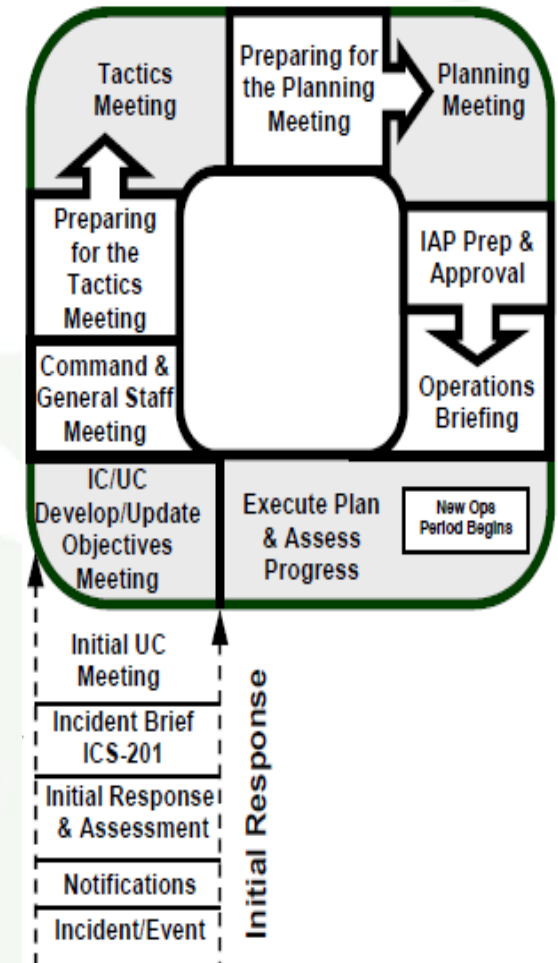 Tactics
Meeting
Preparing for
the Planning
Meeting
Planning
Meeting
Preparing
for the
Tactics
Meeting
IAP Prep &
Approval
Command &
General Staff
Meeting
Operations
Briefing
IC/UC
Develop/Update
Objectives
Meeting
Execute Plan
& Assess
Progress
New Ops
Period Begins
Initial UC
Meeting
Incident Brief
ICS-201
Initial Response
& Assessment
Notifications
Incident/Event
Initial Response